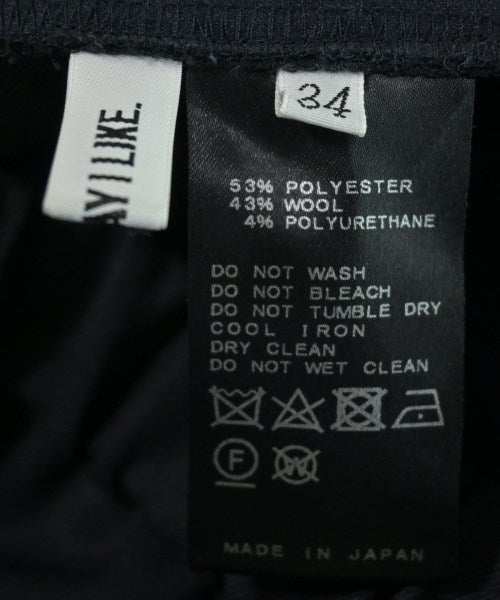 AY I LIKE.
34
53% POLYESTER
43% WOOL
4% POLYURETHANE
DO NOT WASH
DO NOT BLEACH
DO NOT TUMBLE DRY
COOL IRON
DRY CLEAN
DO NOT WET CLEAN
F W
MADE IN JAPAN